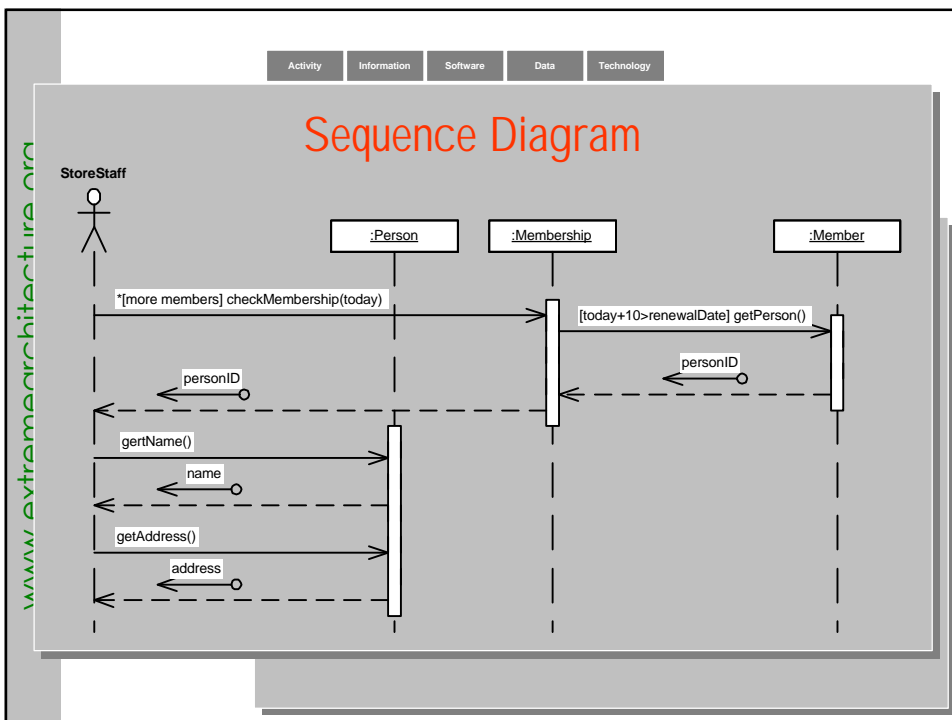 Activity Information Software Data Technology
Sequence Diagram
www.extremearchitecture.org
StoreStaff
:Person :Membership :Member
*[more members] checkMembership(today)
[today+10>renewalDate] getPerson()
personID
personID
gertName()
name
getAddress()
address